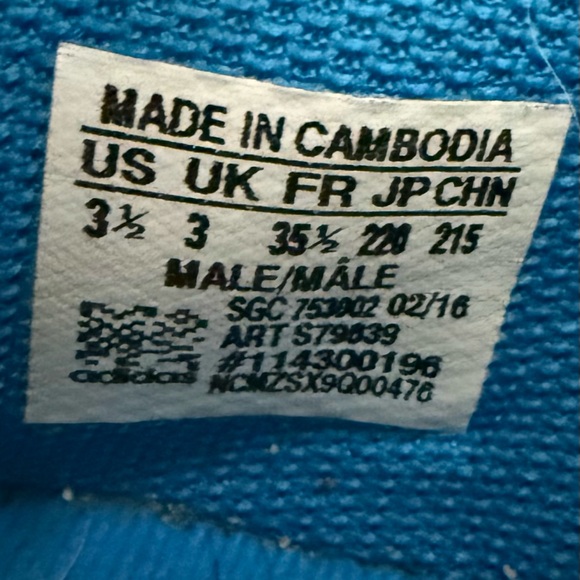 MADE IN CAMBODIA
US UK FR JP CHN
3½ 3 35½ 220 215
MALE/MÂLE
SGC 753002 02/16
ART S79039
#114300196
adidas NCMZSX9Q00476